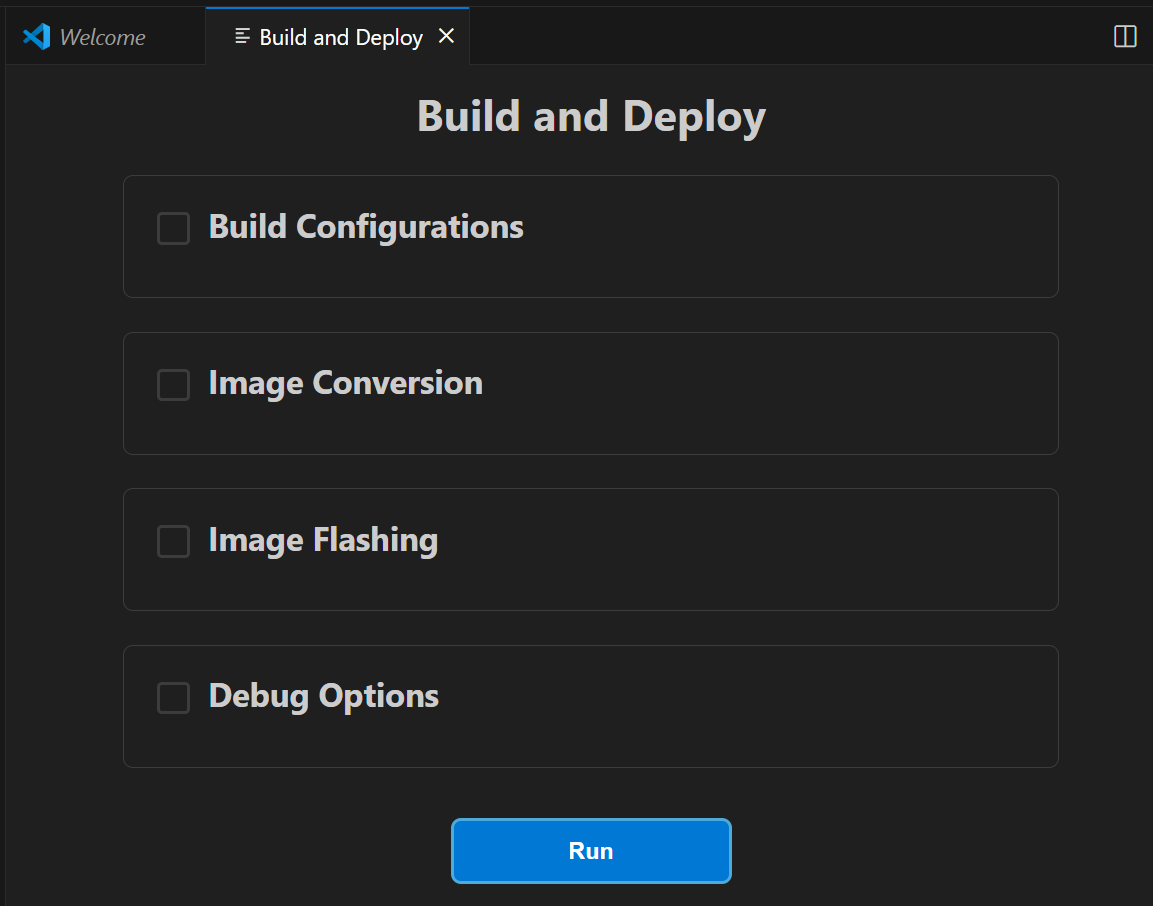 Welcome
Build and Deploy
Build and Deploy
Build Configurations
Image Conversion
Image Flashing
Debug Options
Run